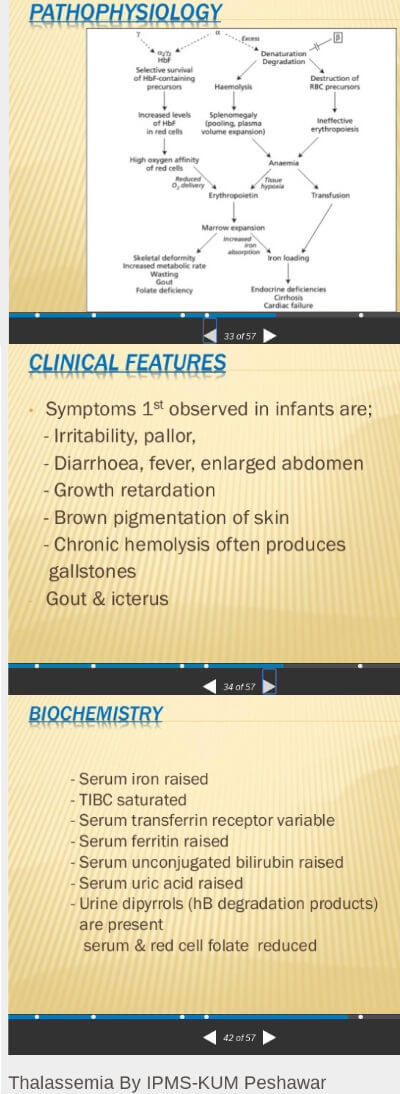 PATHOPHYSIOLOGY
γ
α
Excess
β
α₂γ₂
HbF
Denaturation
Degradation
Selective survival
of HbF-containing
precursors
Haemolysis
Destruction of
RBC precursors
Increased levels
of HbF
in red cells
Splenomegaly
(pooling, plasma
volume expansion)
Ineffective
erythropoiesis
High oxygen affinity
of red cells
Anaemia
Reduced
O₂ delivery
Tissue
hypoxia
Erythropoietin
Transfusion
Marrow expansion
Increased
iron
absorption
Skeletal deformity
Increased metabolic rate
Wasting
Gout
Folate deficiency
Iron loading
Endocrine deficiencies
Cirrhosis
Cardiac failure
33 of 57
CLINICAL FEATURES
Symptoms 1st observed in infants are;
- Irritability, pallor,
- Diarrhoea, fever, enlarged abdomen
- Growth retardation
- Brown pigmentation of skin
- Chronic hemolysis often produces
gallstones
Gout & icterus
34 of 57
BIOCHEMISTRY
- Serum iron raised
- TIBC saturated
- Serum transferrin receptor variable
- Serum ferritin raised
- Serum unconjugated bilirubin raised
- Serum uric acid raised
- Urine dipyrrols (hB degradation products)
are present
serum & red cell folate reduced
42 of 57
Thalassemia By IPMS-KUM Peshawar